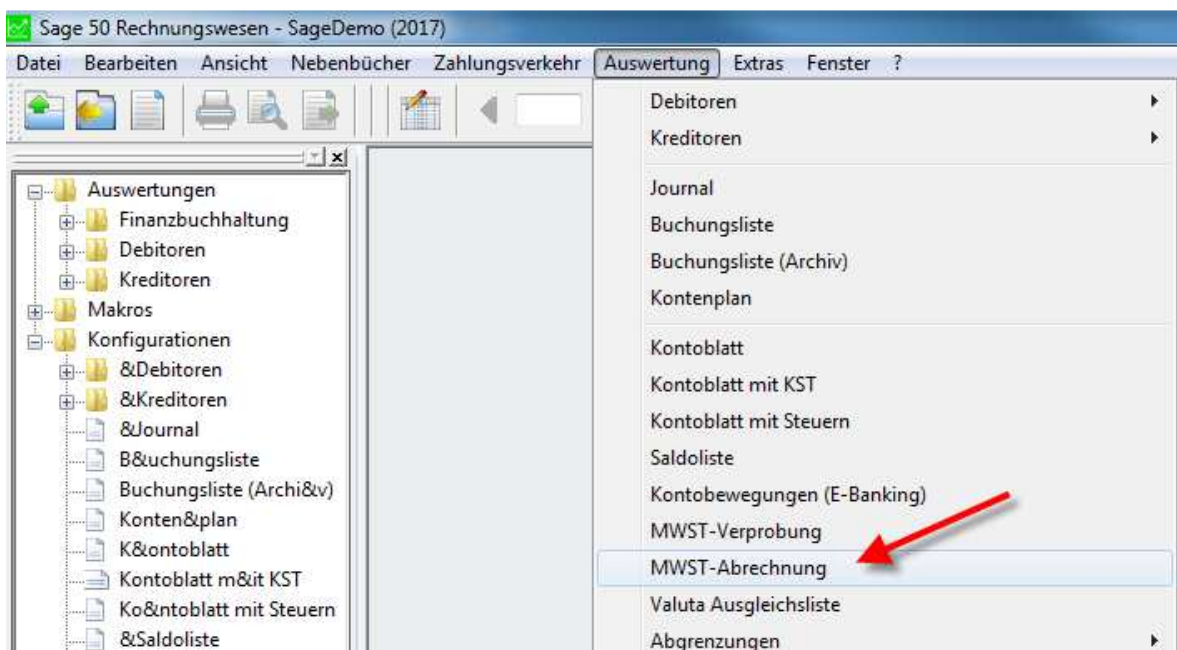 Sage 50 Rechnungswesen - SageDemo (2017)
Datei Bearbeiten Ansicht Nebenbücher Zahlungsverkehr Auswertung Extras Fenster ?
Auswertungen
Finanzbuchhaltung
Debitoren
Kreditoren
Makros
Konfigurationen
&Debitoren
&Kreditoren
&Journal
B&uchungsliste
Buchungsliste (Archi&v)
Konten&plan
K&ontoblatt
Kontoblatt m&it KST
Ko&ntoblatt mit Steuern
&Saldoliste
Debitoren
Kreditoren
Journal
Buchungsliste
Buchungsliste (Archiv)
Kontenplan
Kontoblatt
Kontoblatt mit KST
Kontoblatt mit Steuern
Saldoliste
Kontobewegungen (E-Banking)
MWST-Verprobung
MWST-Abrechnung
Valuta Ausgleichsliste
Abgrenzungen